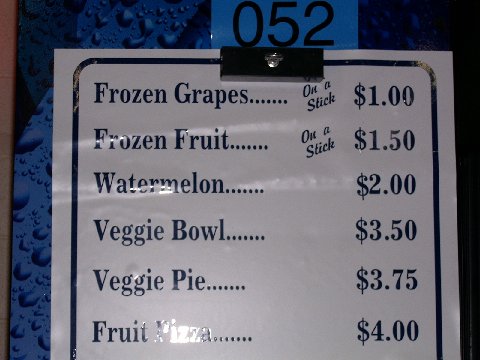 052
Frozen Grapes....... On a Stick $1.00
Frozen Fruit....... On a Stick $1.50
Watermelon....... $2.00
Veggie Bowl....... $3.50
Veggie Pie....... $3.75
Fruit Pizza....... $4.00